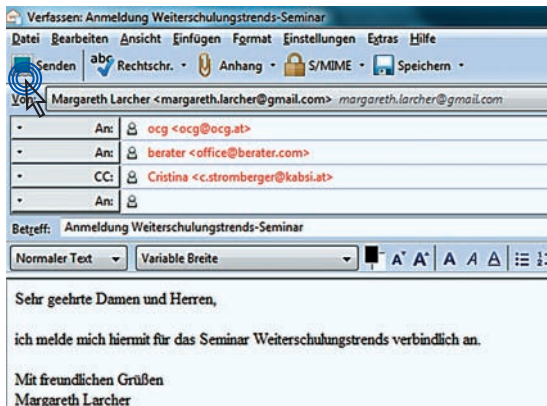 Verfassen: Anmeldung Weiterschulungstrends-Seminar
Datei Bearbeiten Ansicht Einfügen Format Einstellungen Extras Hilfe
Senden abc Rechtschr. Anhang S/MIME Speichern
Von: Margareth Larcher <margareth.larcher@gmail.com> margareth.larcher@gmail.com
An: ocg <ocg@ocg.at>
An: berater <office@berater.com>
CC: Cristina <c.stromberger@kabsi.at>
An:
Betreff: Anmeldung Weiterschulungstrends-Seminar
Normaler Text Variable Breite A A A A A
Sehr geehrte Damen und Herren,
ich melde mich hiermit für das Seminar Weiterschulungstrends verbindlich an.
Mit freundlichen Grüßen
Margareth Larcher